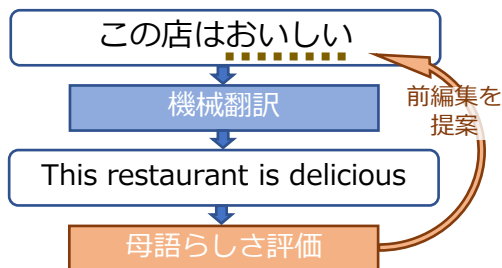 この店はおいしい
機械翻訳
前編集を
提案
This restaurant is delicious
母語らしさ評価